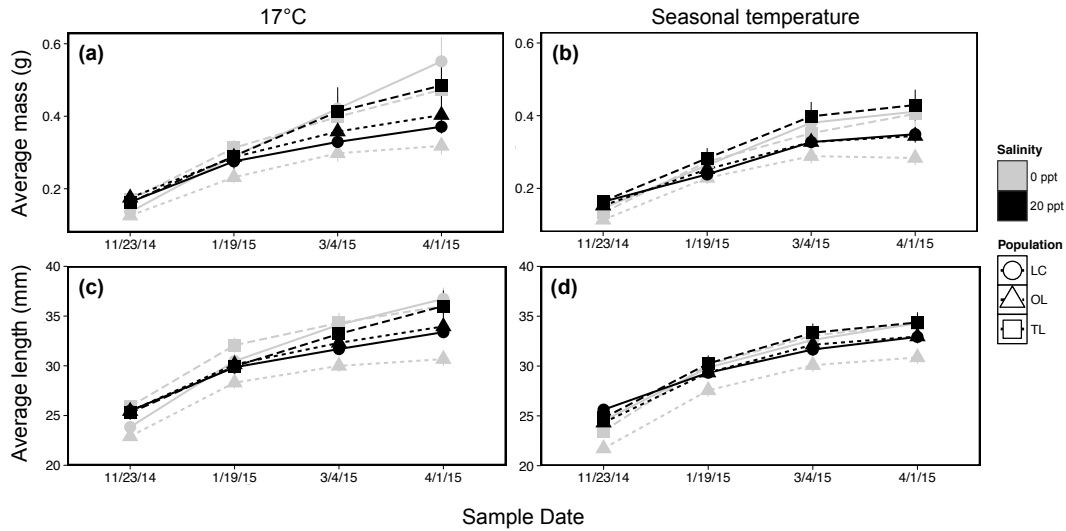 17°C
Seasonal temperature
Average mass (g)
(a)
0.6
0.4
0.2
11/23/14 1/19/15 3/4/15 4/1/15
(b)
0.6
0.4
0.2
11/23/14 1/19/15 3/4/15 4/1/15
Average length (mm)
(c)
40
35
30
25
20
11/23/14 1/19/15 3/4/15 4/1/15
(d)
40
35
30
25
20
11/23/14 1/19/15 3/4/15 4/1/15
Sample Date
Salinity
0 ppt
20 ppt
Population
LC
OL
TL